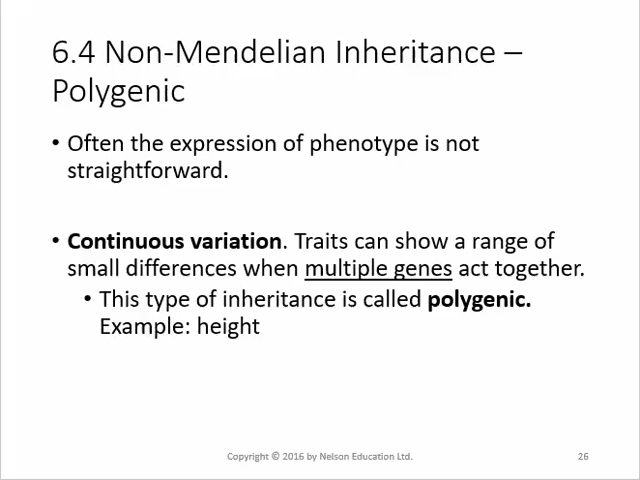 6.4 Non-Mendelian Inheritance –
Polygenic
• Often the expression of phenotype is not
straightforward.
• Continuous variation. Traits can show a range of
small differences when multiple genes act together.
• This type of inheritance is called polygenic.
Example: height
Copyright © 2016 by Nelson Education Ltd.
26